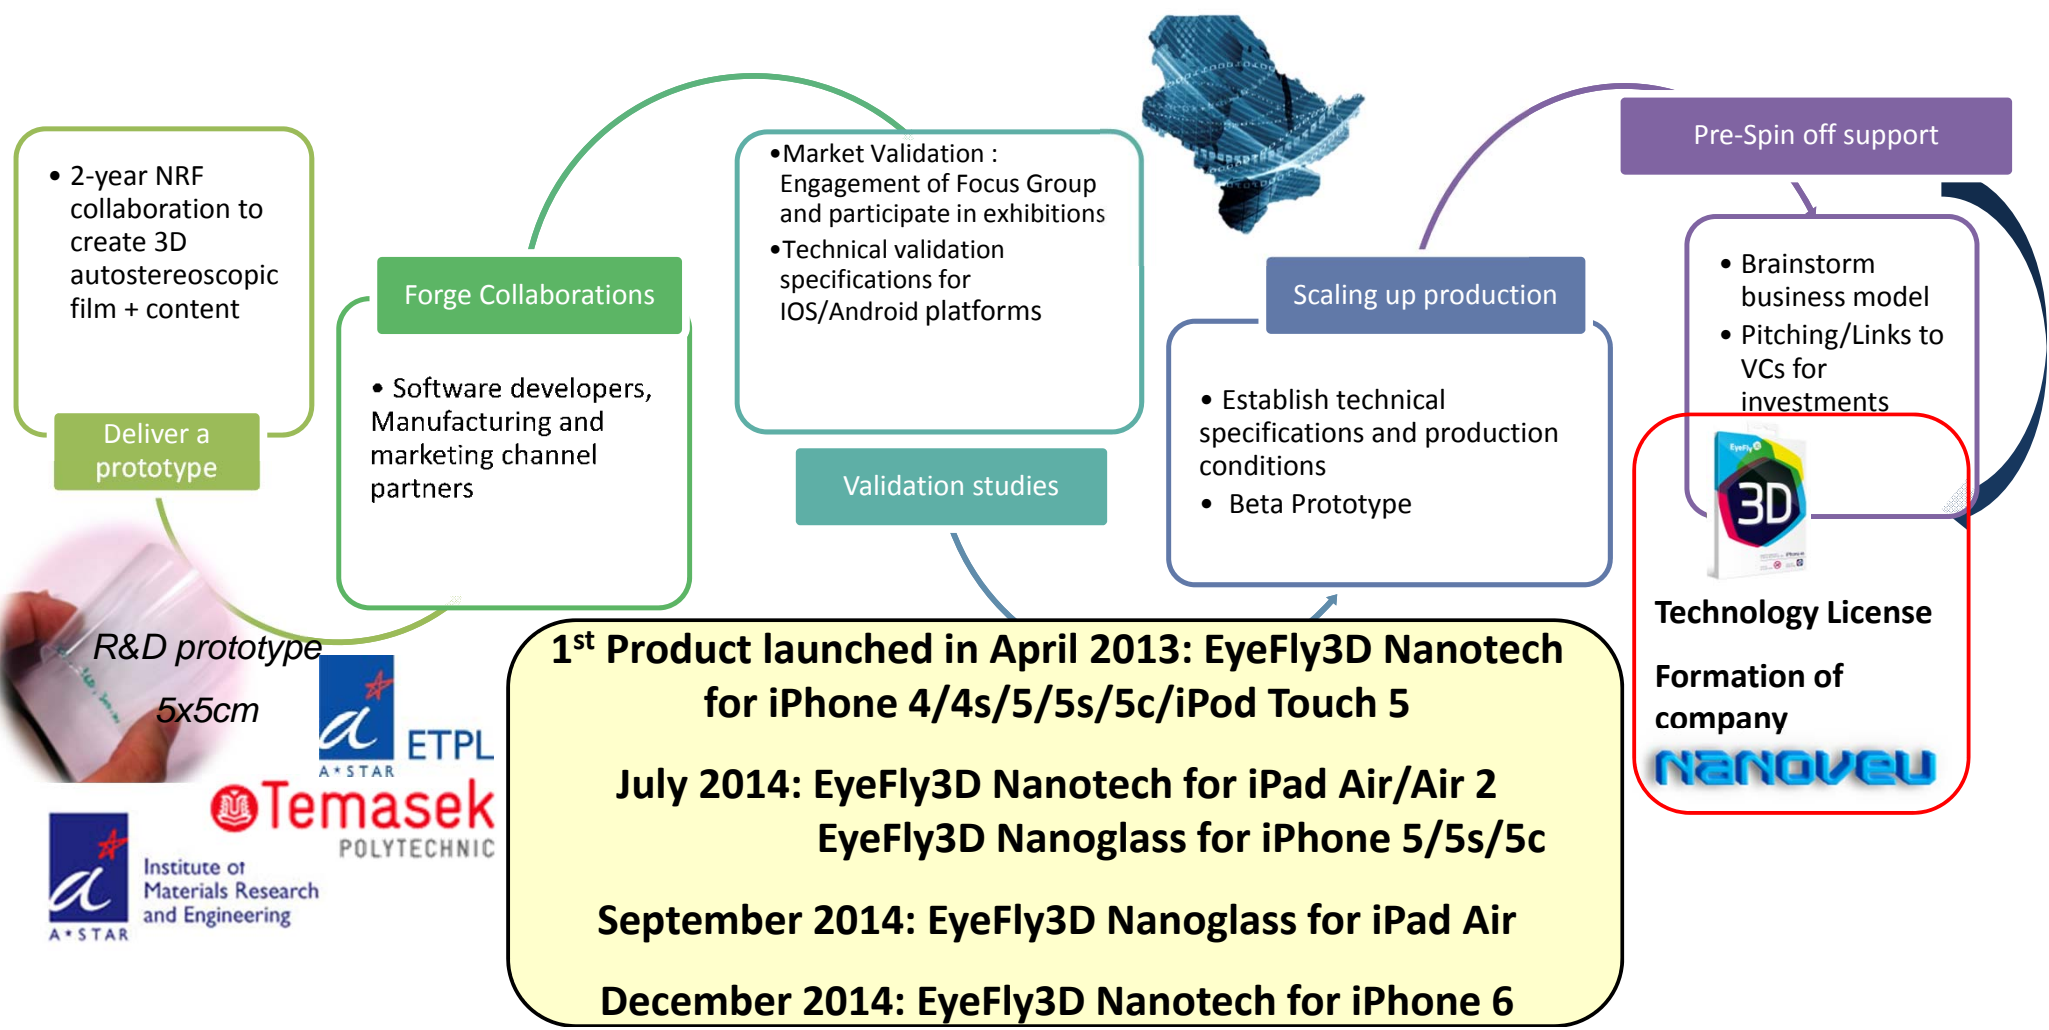 • 2-year NRF
collaboration to
create 3D
autostereoscopic
film + content
Deliver a
prototype
R&D prototype
5x5cm
A*STAR
ETPL
Temasek
POLYTECHNIC
A*STAR
Institute of
Materials Research
and Engineering
Forge Collaborations
• Software developers,
Manufacturing and
marketing channel
partners
•Market Validation :
Engagement of Focus Group
and participate in exhibitions
•Technical validation
specifications for
IOS/Android platforms
Validation studies
Scaling up production
• Establish technical
specifications and production
conditions
• Beta Prototype
Pre-Spin off support
• Brainstorm
business model
• Pitching/Links to
VCs for
investments
EyeFly
3D
Technology License
Formation of
company
NANOVEU
1st Product launched in April 2013: EyeFly3D Nanotech
for iPhone 4/4s/5/5s/5c/iPod Touch 5
July 2014: EyeFly3D Nanotech for iPad Air/Air 2
EyeFly3D Nanoglass for iPhone 5/5s/5c
September 2014: EyeFly3D Nanoglass for iPad Air
December 2014: EyeFly3D Nanotech for iPhone 6